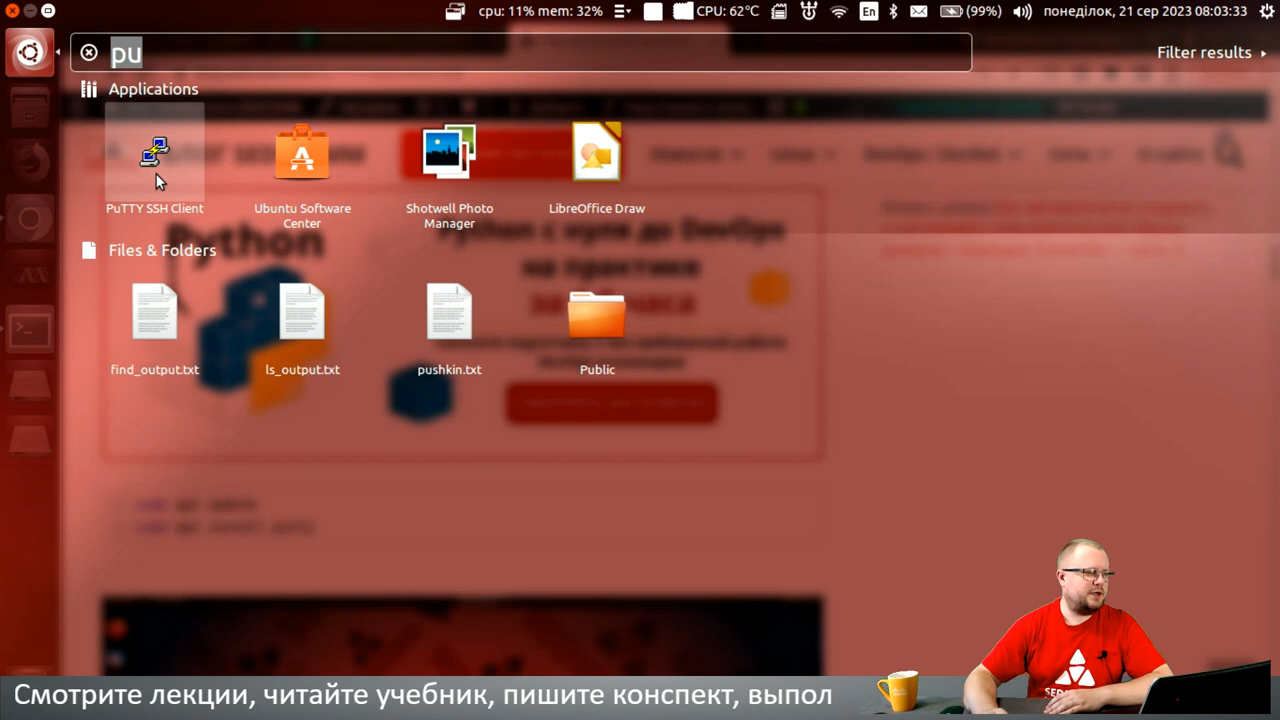 cpu: 11% mem: 32% CPU: 62°C En (99%) понеділок, 21 сер 2023 08:03:33
pu
Filter results
Applications
PuTTY SSH Client
Ubuntu Software Center
Shotwell Photo Manager
LibreOffice Draw
Files & Folders
find_output.txt
ls_output.txt
pushkin.txt
Public
Python
Python с нуля до DevOps
на практике
Смотрите лекции, читайте учебник, пишите конспект, выпол